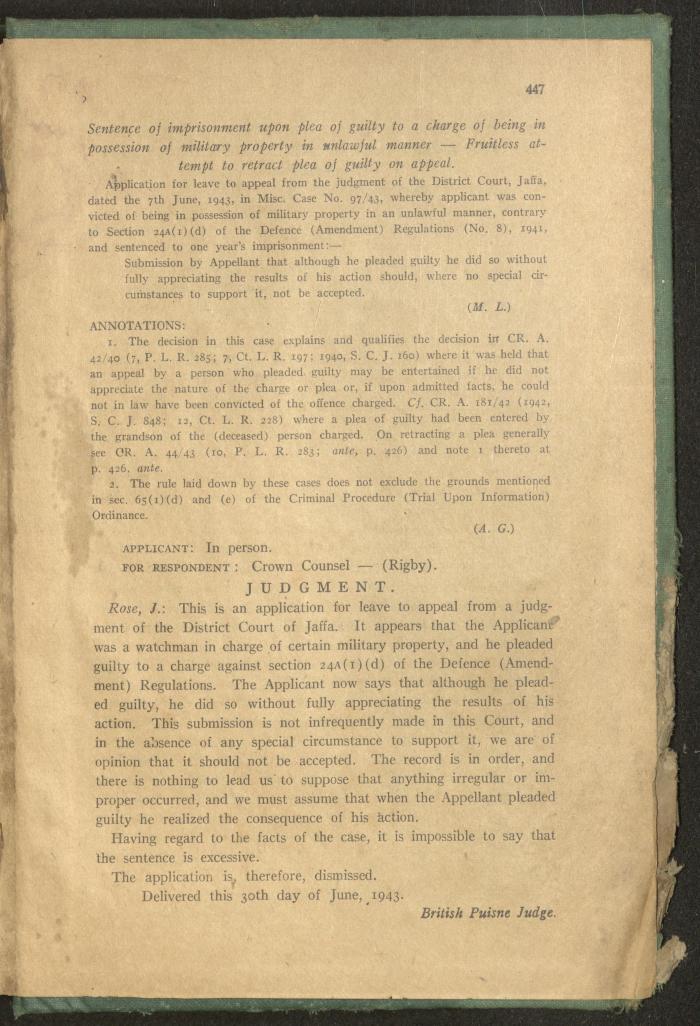 447
Sentence of imprisonment upon plea of guilty to a charge of being in
possession of military property in unlawful manner — Fruitless at-
tempt to retract plea of guilty on appeal.
Application for leave to appeal from the judgment of the District Court, Jaffa,
dated the 7th June, 1943, in Misc. Case No. 97/43, whereby applicant was con-
victed of being in possession of military property in an unlawful manner, contrary
to Section 24A(1)(d) of the Defence (Amendment) Regulations (No. 8), 1941,
and sentenced to one year's imprisonment:—
Submission by Appellant that although he pleaded guilty he did so without
fully appreciating the results of his action should, where no special cir-
cumstances to support it, not be accepted.
(M. L.)
ANNOTATIONS:
1. The decision in this case explains and qualifies the decision in CR. A.
42/40 (7, P. L. R. 285; 7, Ct. L. R. 197; 1940, S. C. J. 160) where it was held that
an appeal by a person who pleaded guilty may be entertained if he did not
appreciate the nature of the charge or plea or, if upon admitted facts, he could
not in law have been convicted of the offence charged. Cf. CR. A. 181/42 (1942,
S. C. J. 848; 12, Ct. L. R. 228) where a plea of guilty had been entered by
the grandson of the (deceased) person charged. On retracting a plea generally
see CR. A. 44/43 (10, P. L. R. 283; ante, p. 426) and note 1 thereto at
p. 426, ante.
2. The rule laid down by these cases does not exclude the grounds mentioned
in sec. 65(1)(d) and (e) of the Criminal Procedure (Trial Upon Information)
Ordinance.
(A. G.)
APPLICANT: In person.
FOR RESPONDENT: Crown Counsel — (Rigby).
JUDGMENT.
Rose, J.: This is an application for leave to appeal from a judg-
ment of the District Court of Jaffa. It appears that the Applicant
was a watchman in charge of certain military property, and he pleaded
guilty to a charge against section 24A(1)(d) of the Defence (Amend-
ment) Regulations. The Applicant now says that although he plead-
ed guilty, he did so without fully appreciating the results of his
action. This submission is not infrequently made in this Court, and
in the absence of any special circumstance to support it, we are of
opinion that it should not be accepted. The record is in order, and
there is nothing to lead us to suppose that anything irregular or im-
proper occurred, and we must assume that when the Appellant pleaded
guilty he realized the consequence of his action.
Having regard to the facts of the case, it is impossible to say that
the sentence is excessive.
The application is, therefore, dismissed.
Delivered this 30th day of June, 1943.
British Puisne Judge.